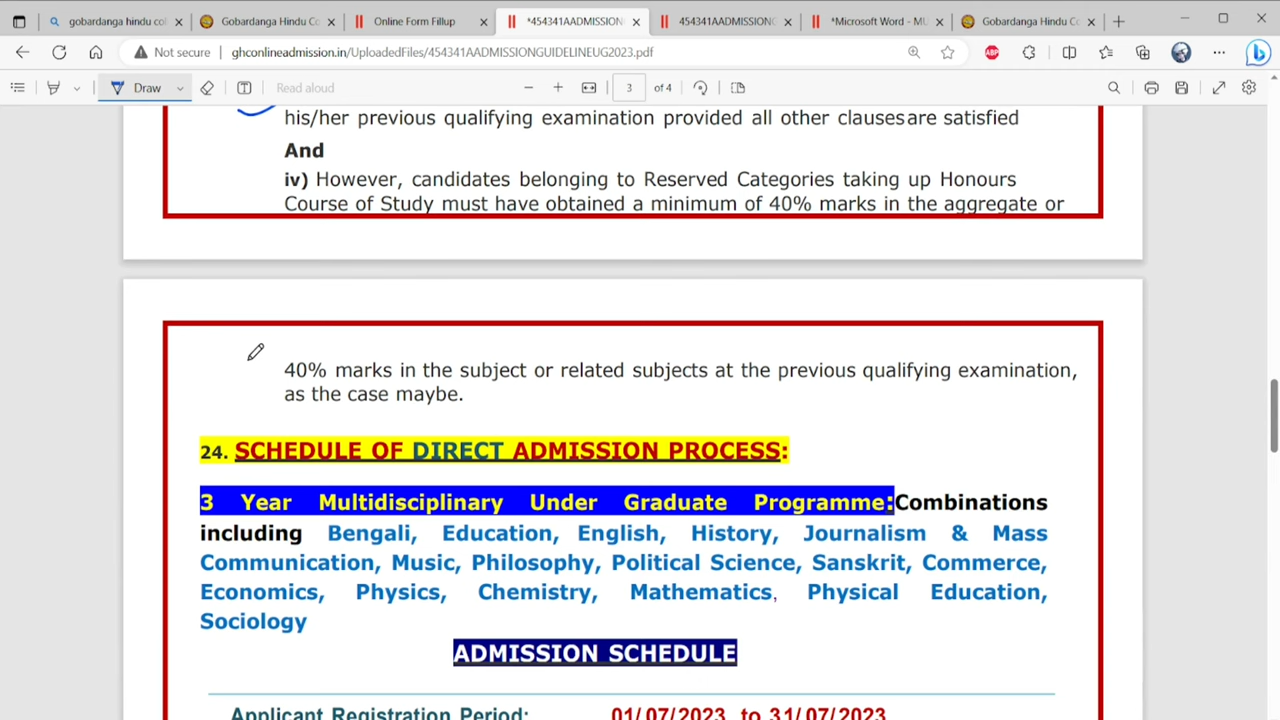 gobardanga hindu col
Gobardanga Hindu Co
Online Form Fillup
*454341AADMISSION
454341AADMISSIONG
*Microsoft Word - MU
Gobardanga Hindu Co
Not secure
ghconlineadmission.in/UploadedFiles/454341AADMISSIONGUIDELINEUG2023.pdf
ABP
Draw
Read aloud
3 of 4
his/her previous qualifying examination provided all other clausesare satisfied
And
iv) However, candidates belonging to Reserved Categories taking up Honours
Course of Study must have obtained a minimum of 40% marks in the aggregate or
40% marks in the subject or related subjects at the previous qualifying examination,
as the case maybe.
24. SCHEDULE OF DIRECT ADMISSION PROCESS:
3 Year Multidisciplinary Under Graduate Programme:Combinations
including Bengali, Education, English, History, Journalism & Mass
Communication, Music, Philosophy, Political Science, Sanskrit, Commerce,
Economics, Physics, Chemistry, Mathematics, Physical Education,
Sociology
ADMISSION SCHEDULE
Applicant Registration Period: 01/07/2023 to 31/07/2023